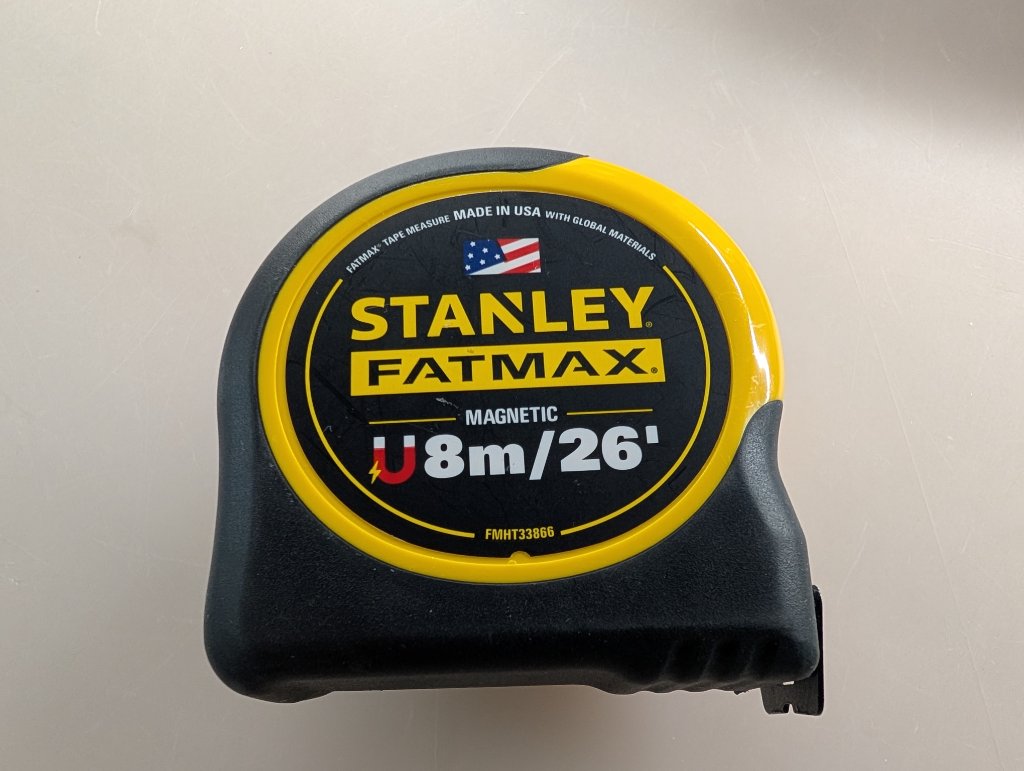 FATMAX® TAPE MEASURE MADE IN USA WITH GLOBAL MATERIALS
STANLEY®
FATMAX®
MAGNETIC
8m/26'
FMHT33866